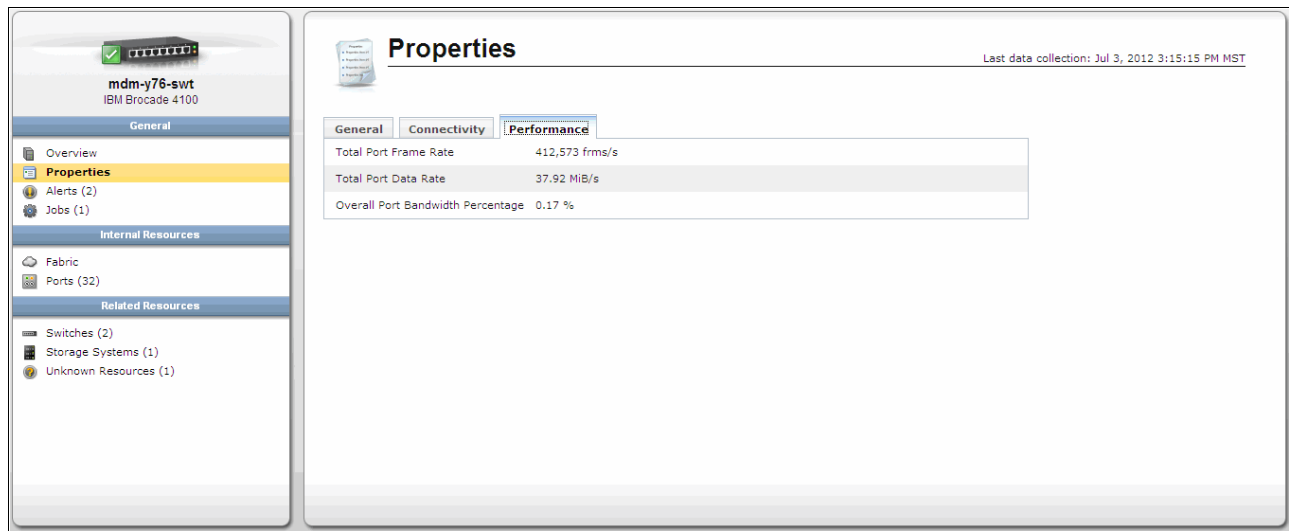 mdm-y76-swt
IBM Brocade 4100
General
Overview
Properties
Alerts (2)
Jobs (1)
Internal Resources
Fabric
Ports (32)
Related Resources
Switches (2)
Storage Systems (1)
Unknown Resources (1)
Properties
Last data collection: Jul 3, 2012 3:15:15 PM MST
General Connectivity Performance
Total Port Frame Rate 412,573 frms/s
Total Port Data Rate 37.92 MiB/s
Overall Port Bandwidth Percentage 0.17 %